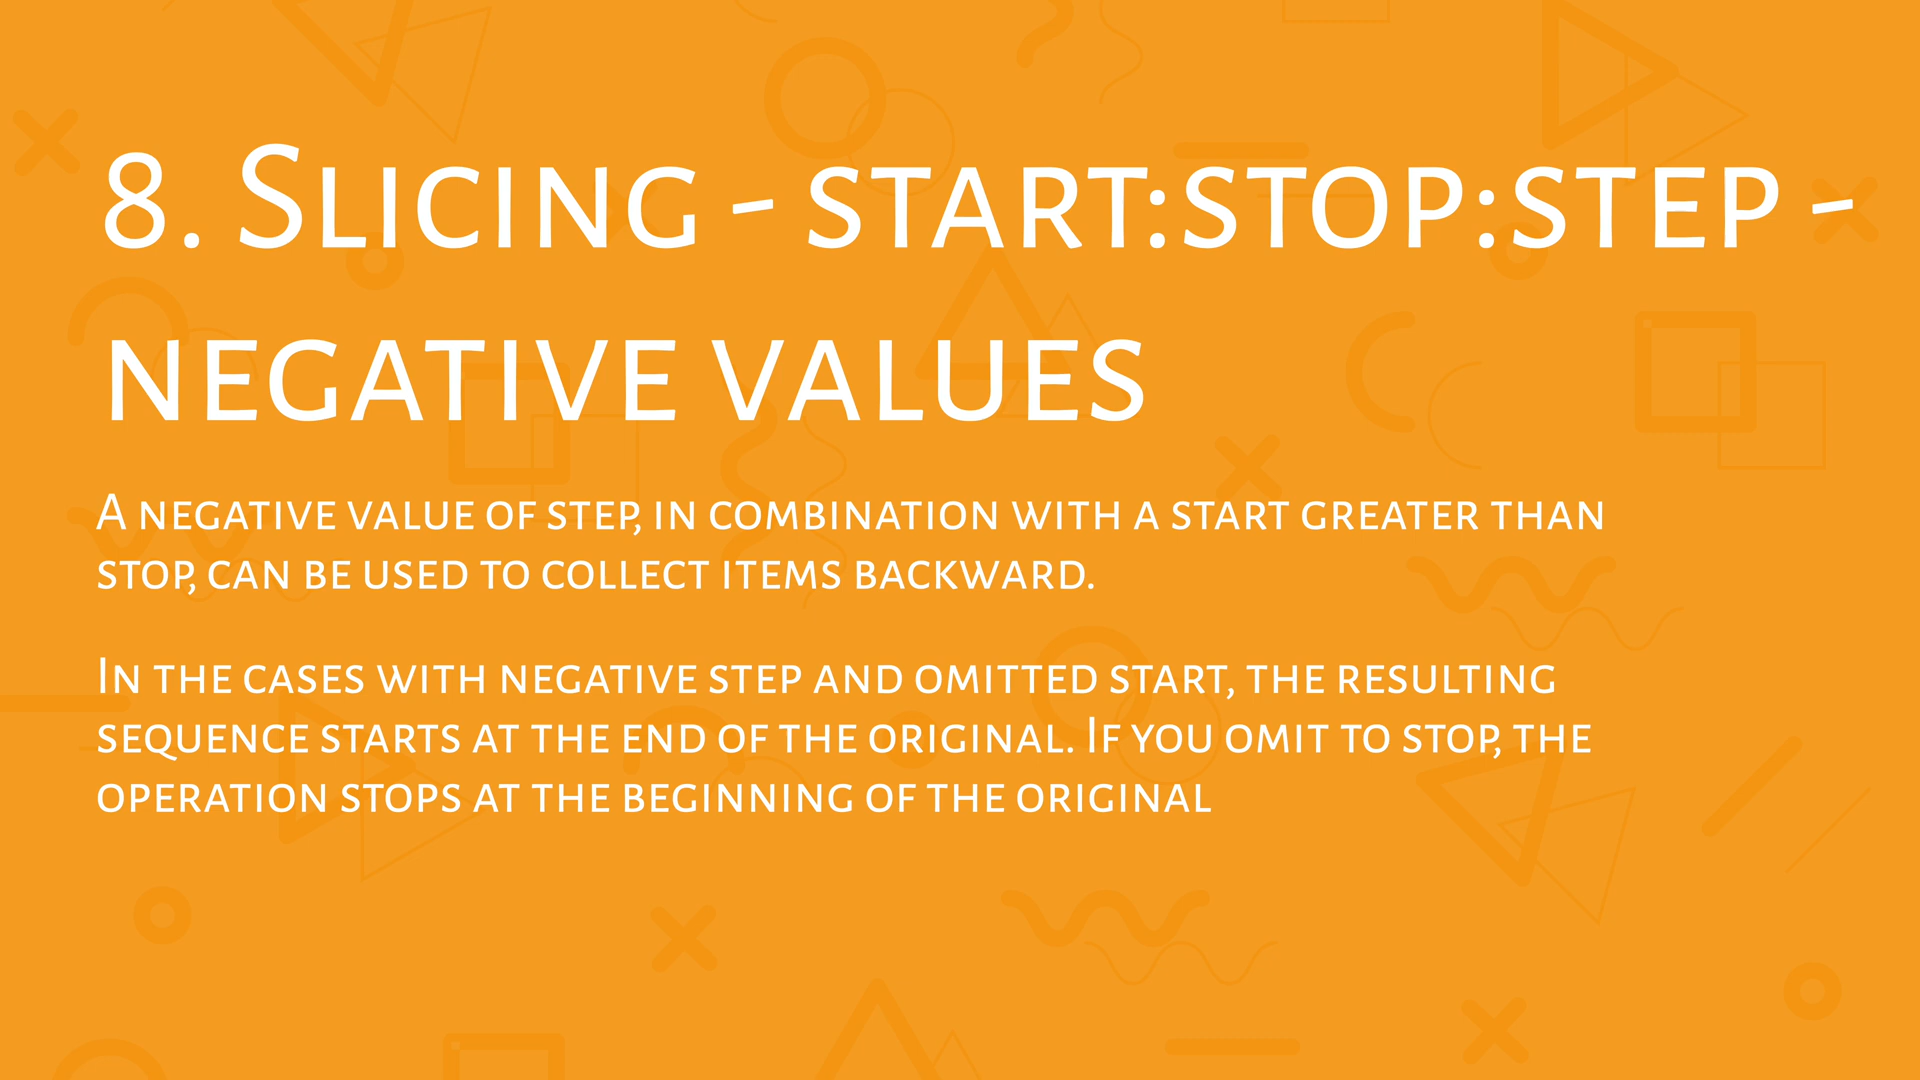 8. Slicing - start:stop:step -
negative values
A negative value of step, in combination with a start greater than
stop, can be used to collect items backward.
In the cases with negative step and omitted start, the resulting
sequence starts at the end of the original. If you omit to stop, the
operation stops at the beginning of the original